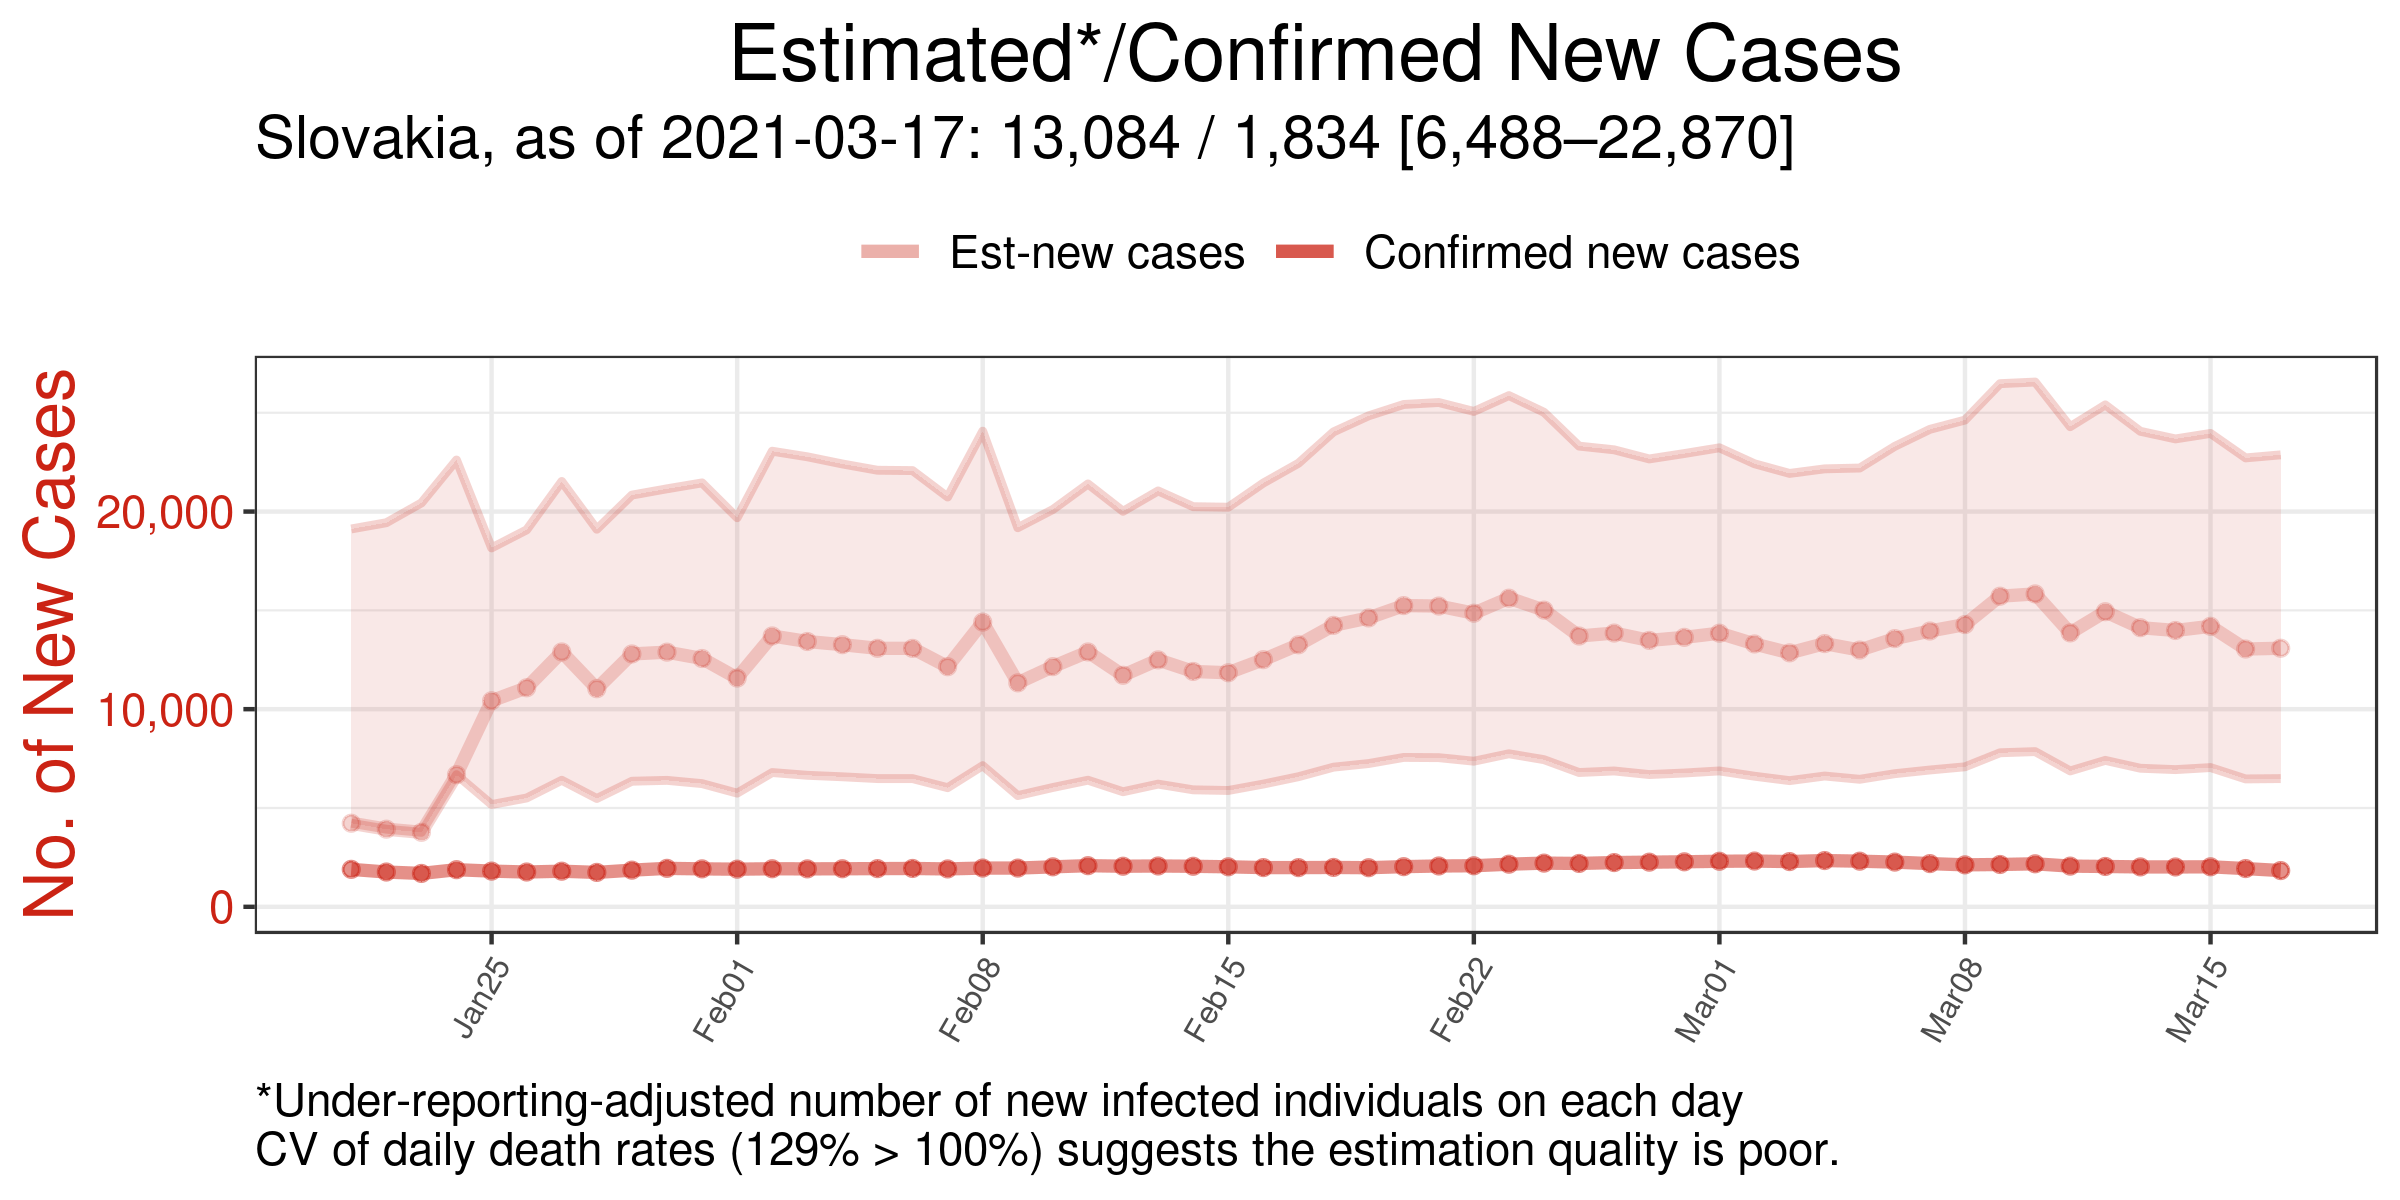 Estimated*/Confirmed New Cases
Slovakia, as of 2021-03-17: 13,084 / 1,834 [6,488–22,870]
Est-new cases
Confirmed new cases
No. of New Cases
20,000
10,000
0
Jan25
Feb01
Feb08
Feb15
Feb22
Mar01
Mar08
Mar15
*Under-reporting-adjusted number of new infected individuals on each day
CV of daily death rates (129% > 100%) suggests the estimation quality is poor.